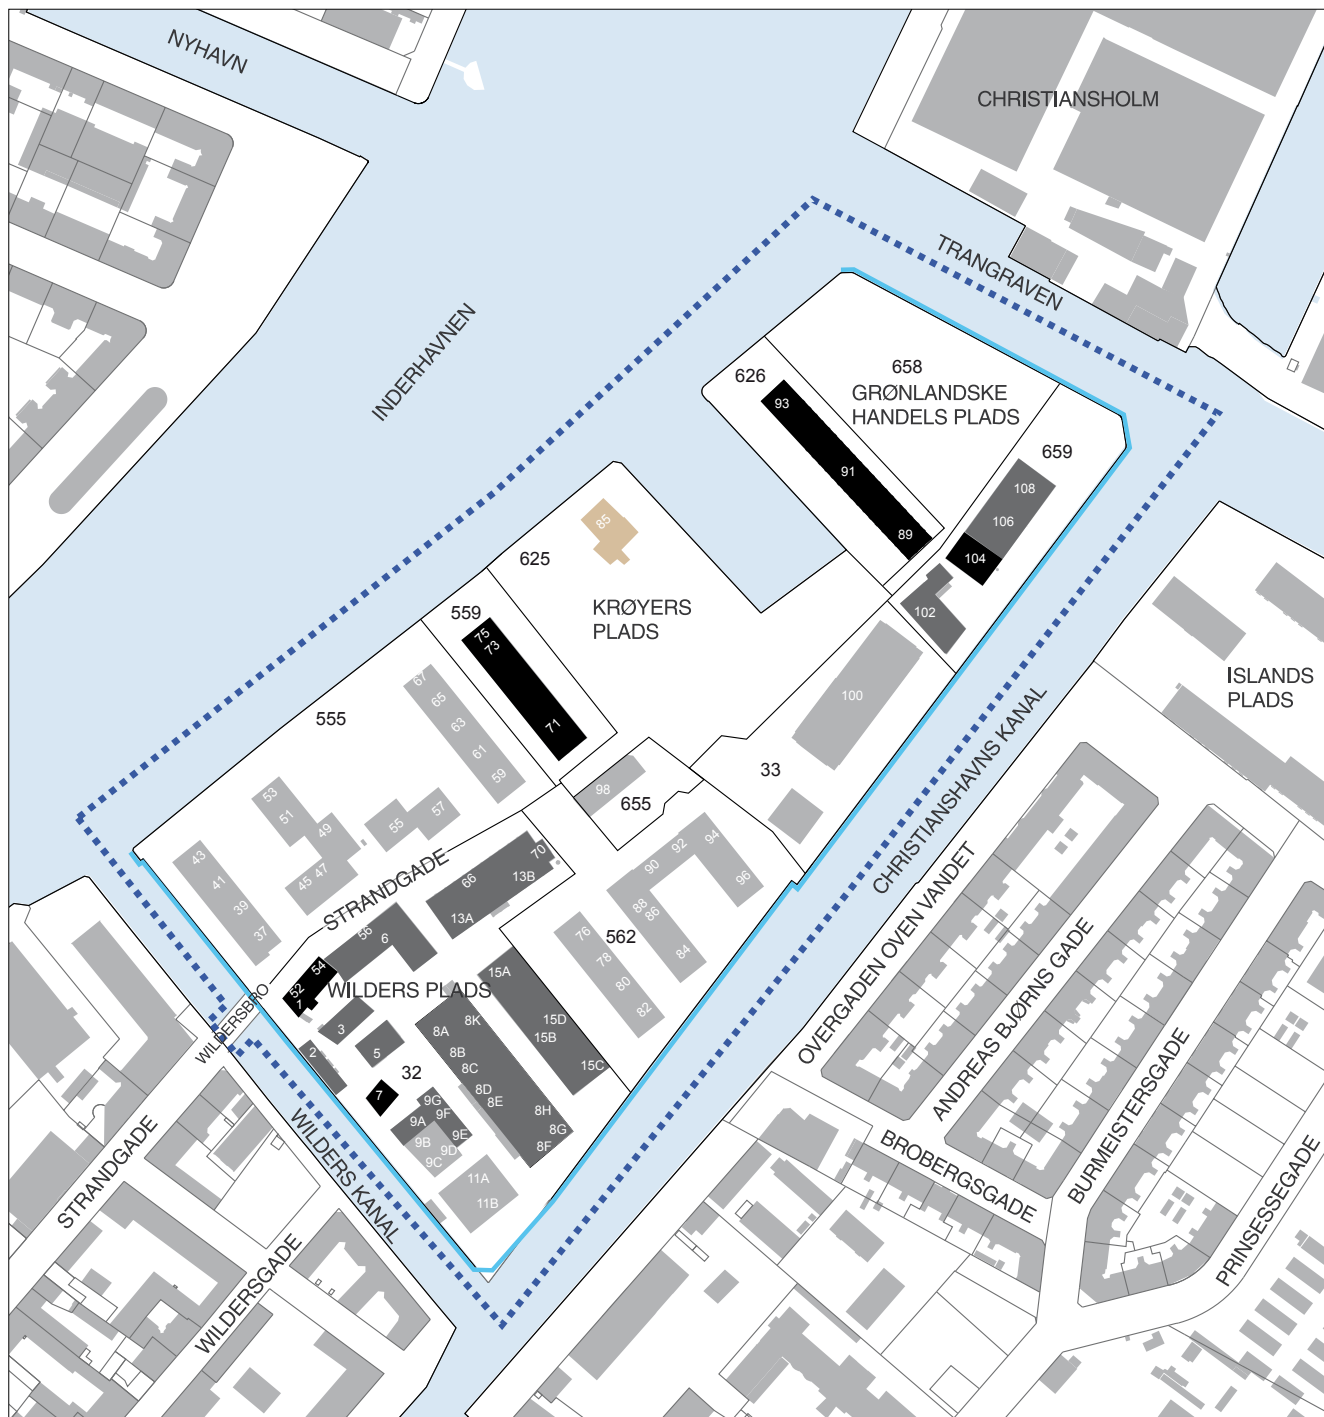 NYHAVN
CHRISTIANSHOLM
TRANGRAVEN
INDERHAVNEN
658
GRØNLANDSKE
HANDELS PLADS
626
93
91
89
659
108
106
104
102
85
625
KRØYERS
PLADS
559
75
73
71
555
67
65
63
61
59
100
33
ISLANDS
PLADS
CHRISTIANSHAVNS KANAL
98
655
53
51
49
47
45
55
57
43
41
39
37
STRANDGADE
70
66
13B
13A
94
92
90
96
88
86
84
562
76
78
80
82
56
6
54
52
1
WILDERS PLADS
15A
15D
15B
15C
WILDERSBRO
3
2
5
32
7
8K
8A
8B
8C
8D
8E
8H
8G
8F
9G
9F
9A
9E
9B
9D
9C
11A
11B
WILDERS KANAL
OVERGADEN OVEN VANDET
ANDREAS BJØRNS GADE
BURMEISTERSGADE
BROBERGSGADE
PRINSESSEGADE
STRANDGADE
WILDERSGADE